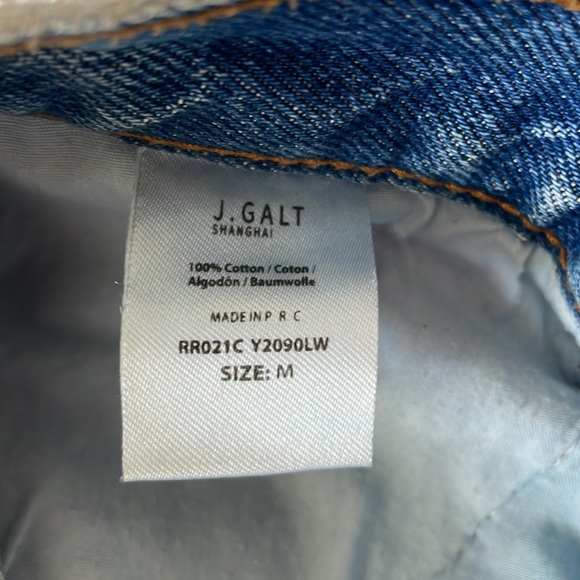 J.GALT
SHANGHAI
100% Cotton / Coton /
Algodón / Baumwolle
MADE IN P R C
RR021C Y2090LW
SIZE: M